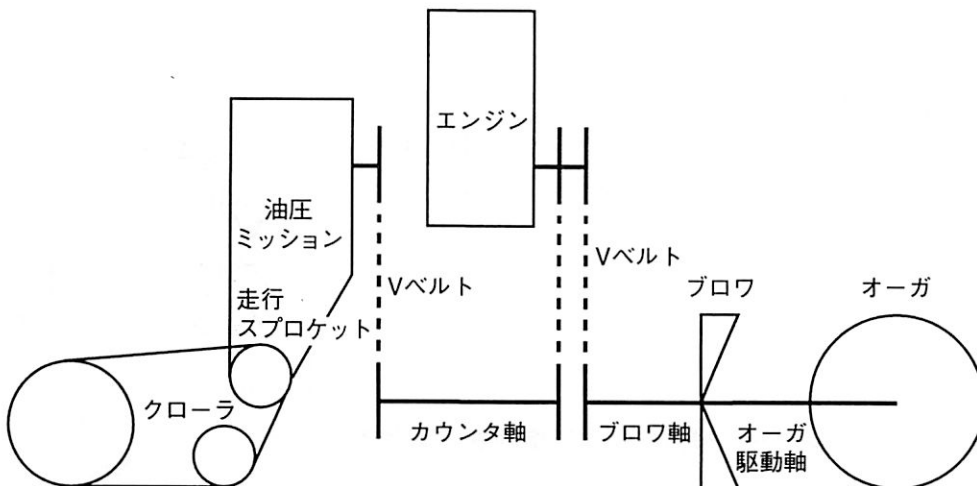 エンジン
油圧
ミッション
Vベルト
Vベルト
ブロワ
オーガ
走行
スプロケット
クローラ
カウンタ軸
ブロワ軸
オーガ
駆動軸